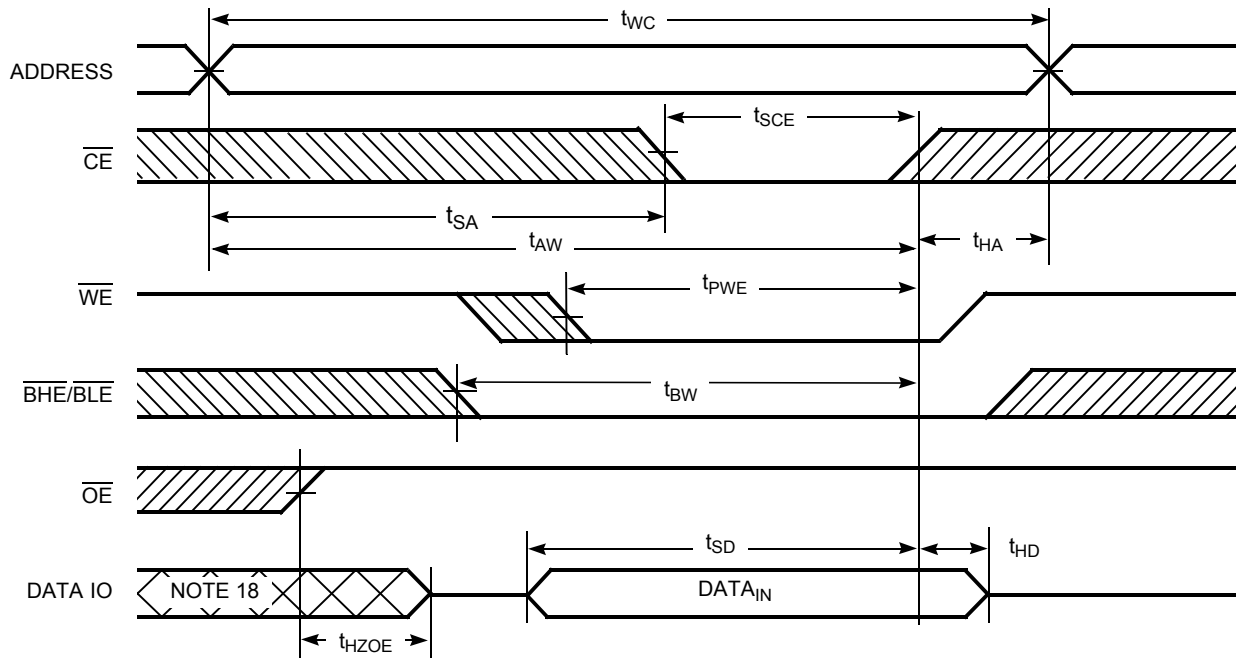 tWC
ADDRESS
tSCE
CE
tSA
tAW
tHA
WE
tPWE
BHE/BLE
tBW
OE
tSD
tHD
DATA IO
NOTE 18
DATAIN
tHZOE